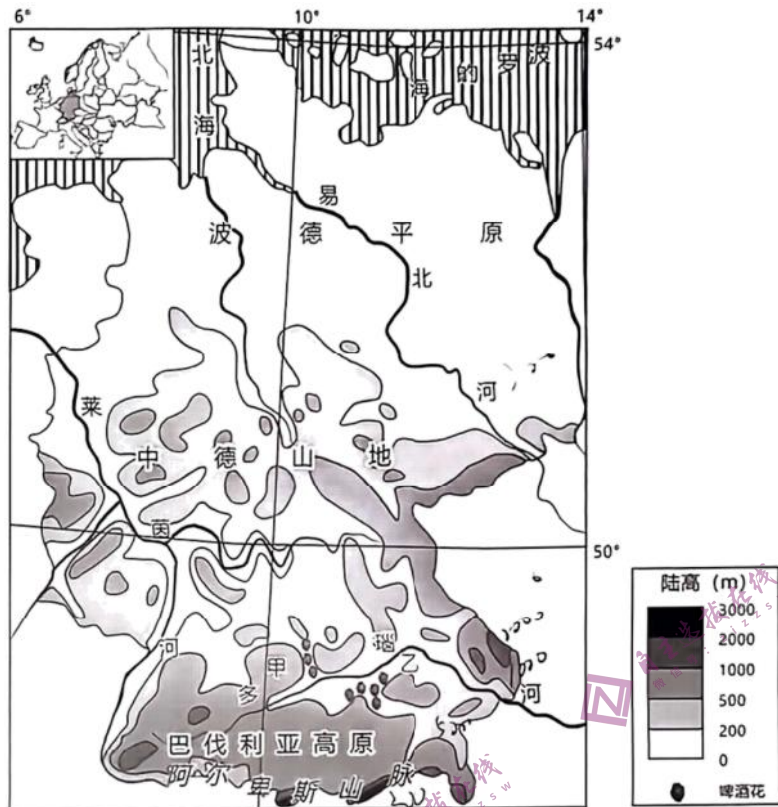 6° 10° 14°
54°
北海
波罗的海
波德平原
易北河
莱茵河
中德山地
50°
1000
甲
乙
多瑙河
巴伐利亚高原
阿尔卑斯山脉
陆高（m）
3000
2000
1000
500
200
0
啤酒花